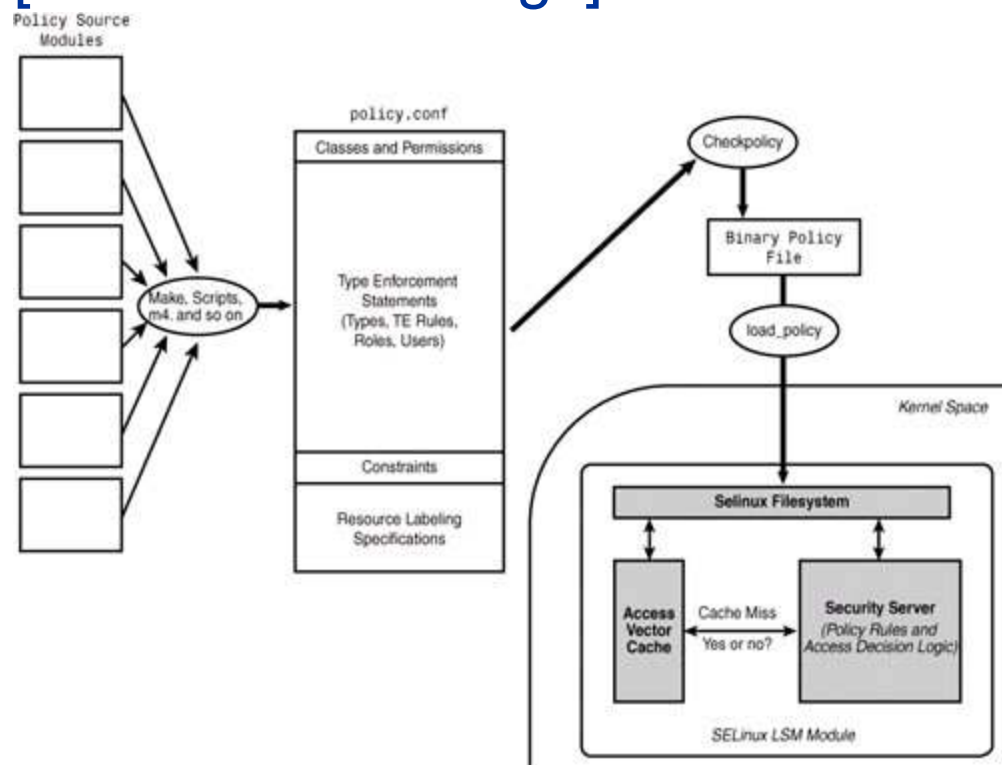 Policy Source
Modules
policy.conf
Classes and Permissions
Type Enforcement
Statements
(Types, TE Rules,
Roles, Users)
Constraints
Resource Labeling
Specifications
Make, Scripts,
m4. and so on
Checkpolicy
Binary Policy
File
load_policy
Kernel Space
Selinux Filesystem
Access
Vector
Cache
Cache Miss
Yes or no?
Security Server
(Policy Rules and
Access Decision Logic)
SELinux LSM Module